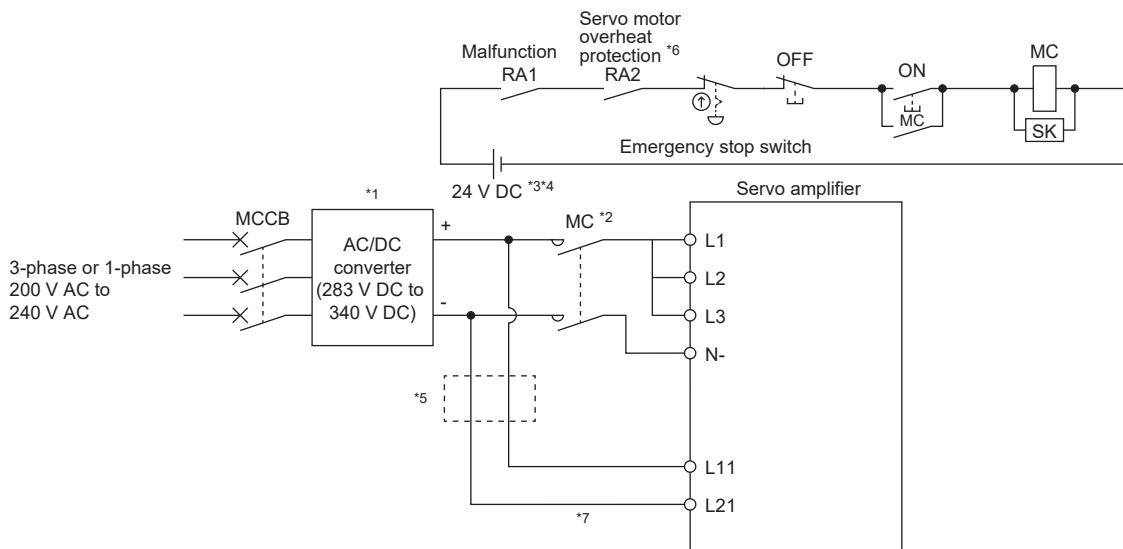 Servo motor
overheat
protection *6
Malfunction
RA1
RA2
OFF
ON
MC
MC
SK
Emergency stop switch
24 V DC *3*4
Servo amplifier
*1
MCCB
MC *2
+
-
AC/DC
converter
(283 V DC to
340 V DC)
3-phase or 1-phase
200 V AC to
240 V AC
L1
L2
L3
N-
*5
L11
L21
*7